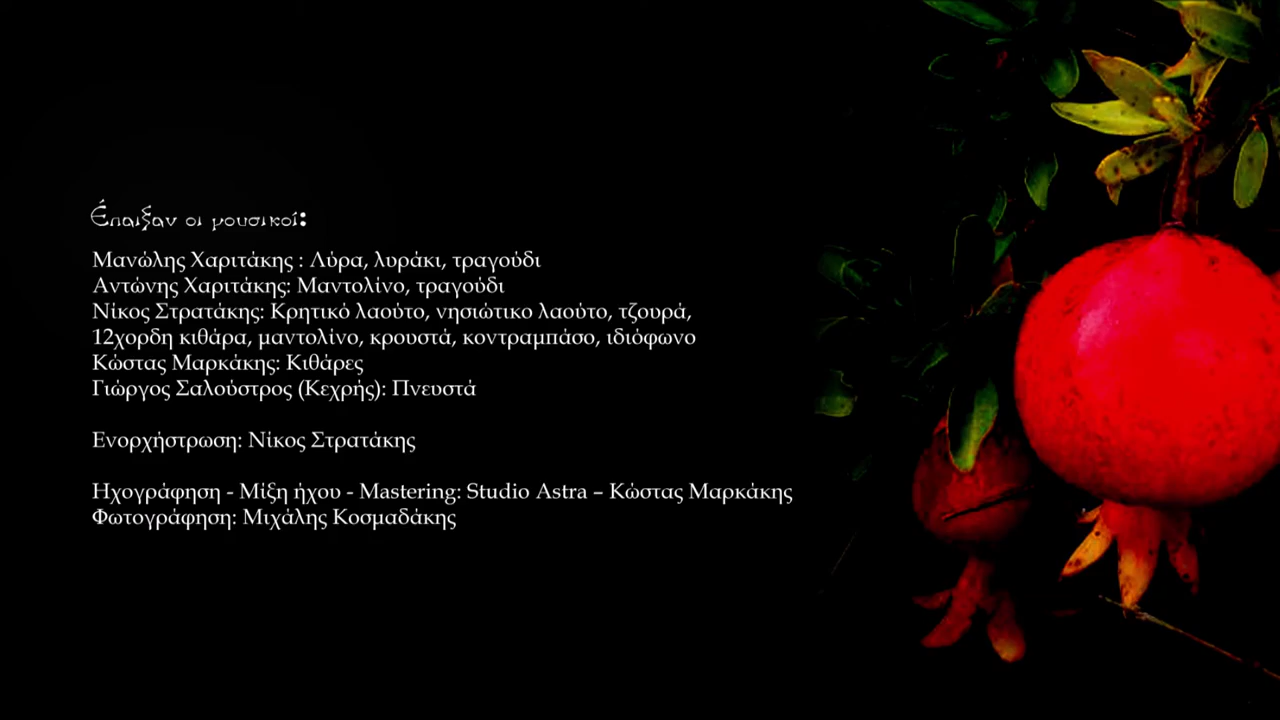 Έπαιξαν οι μουσικοί:
Μανώλης Χαριτάκης : Λύρα, λυράκι, τραγούδι
Αντώνης Χαριτάκης: Μαντολίνο, τραγούδι
Νίκος Στρατάκης: Κρητικό λαούτο, νησιώτικο λαούτο, τζουρά,
12χορδη κιθάρα, μαντολίνο, κρουστά, κοντραμπάσο, ιδιόφωνο
Κώστας Μαρκάκης: Κιθάρες
Γιώργος Σαλούστρος (Κεχρής): Πνευστά
Ενορχήστρωση: Νίκος Στρατάκης
Ηχογράφηση - Μίξη ήχου - Mastering: Studio Astra – Κώστας Μαρκάκης
Φωτογράφηση: Μιχάλης Κοσμαδάκης